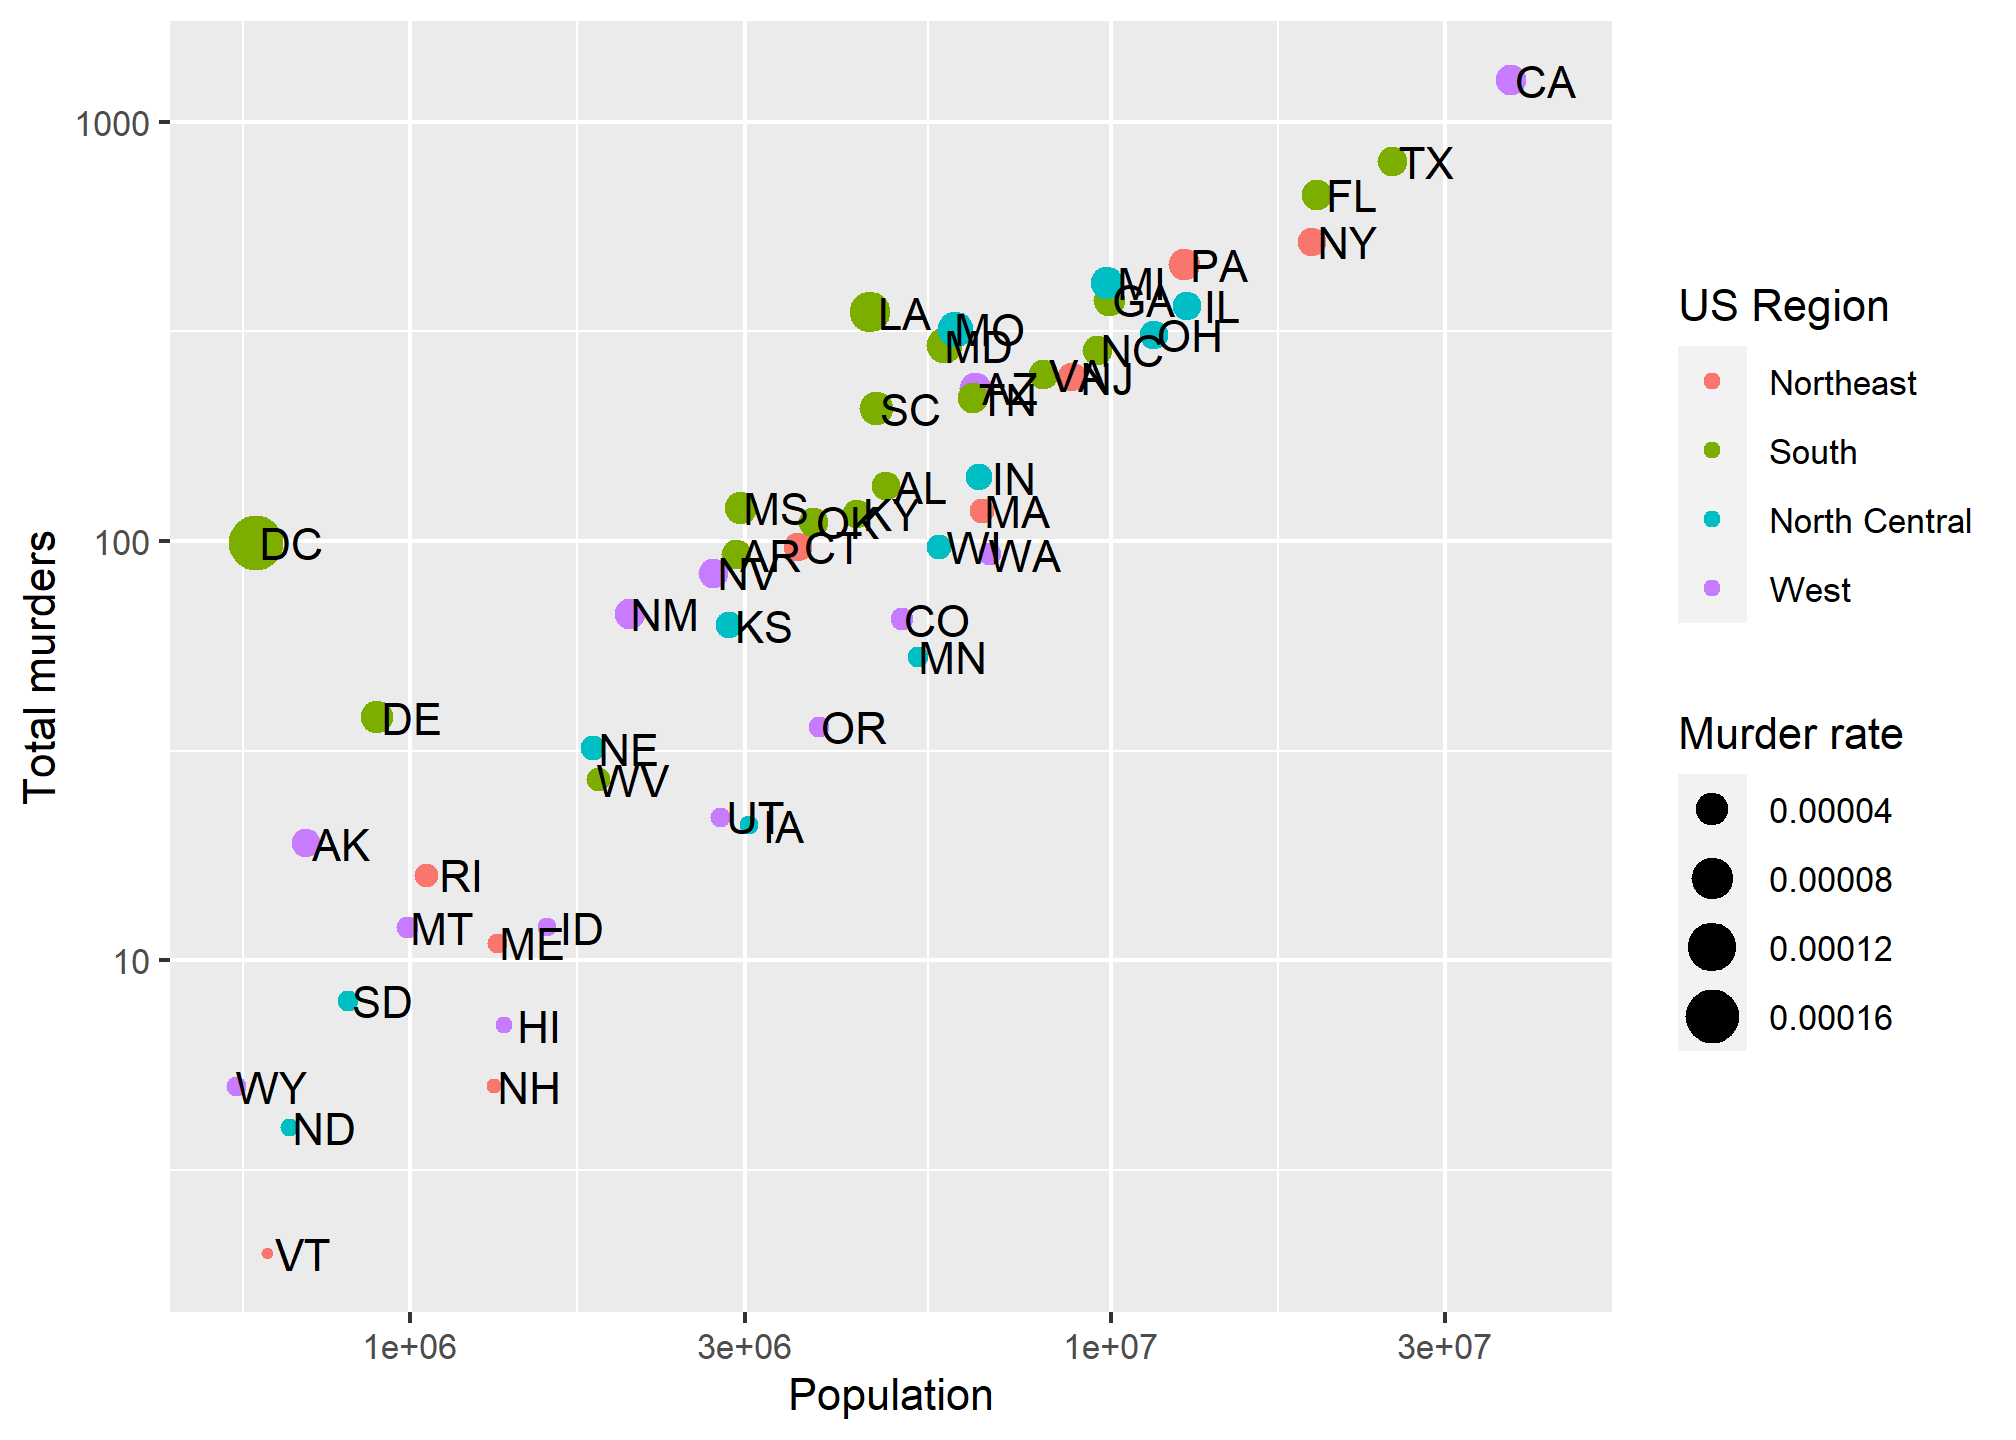 CA
1000
TX
FL
NY
PA
MI
GA
IL
LA
MO
OH
MD
NC
VA
NJ
AZ
TN
SC
IN
AL
MS
MA
OK
KY
100
DC
AR
CT
WI
WA
NV
NM
KS
CO
MN
DE
OR
NE
WV
UT
IA
AK
RI
MT
ID
ME
10
SD
HI
WY
NH
ND
VT
1e+06
3e+06
1e+07
3e+07
Population
Total murders
US Region
Northeast
South
North Central
West
Murder rate
0.00004
0.00008
0.00012
0.00016